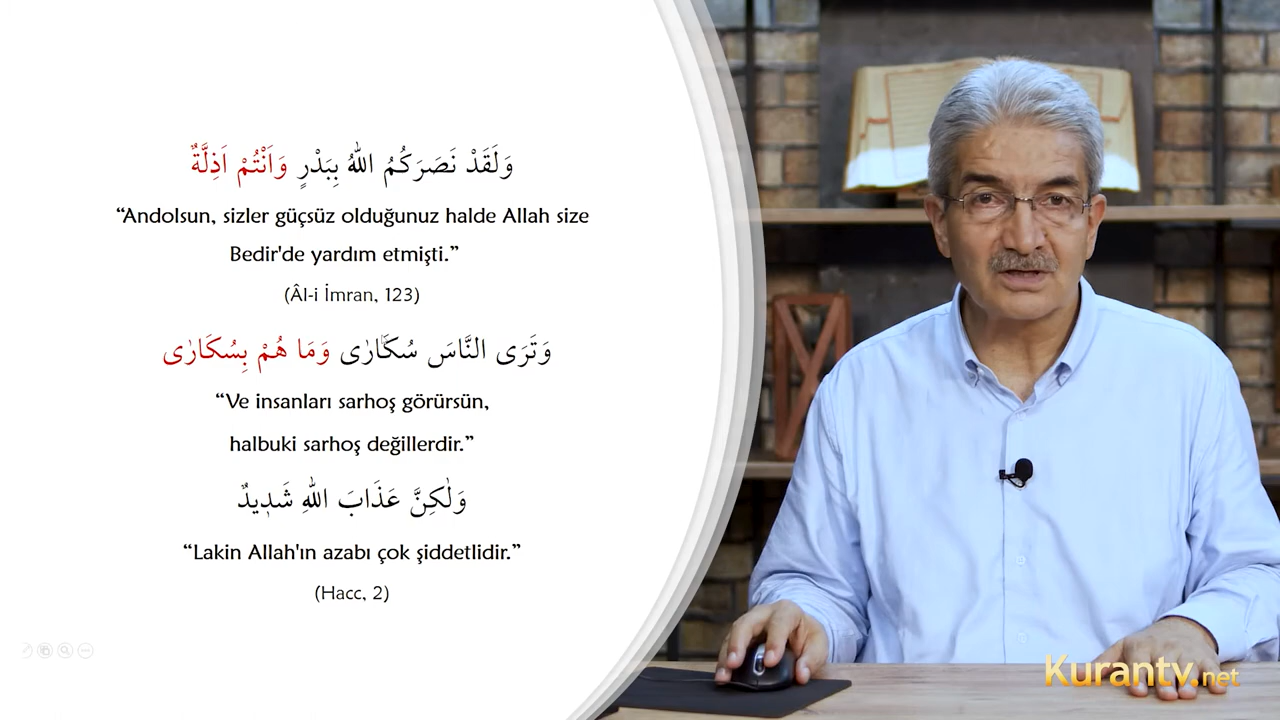 وَلَقَدْ نَصَرَكُمُ اللّٰهُ بِبَدْرٍ وَاَنْتُمْ اَذِلَّةٌ
“Andolsun, sizler güçsüz olduğunuz halde Allah size
Bedir'de yardım etmişti.”
(Âl-i İmran, 123)
وَتَرَى النَّاسَ سُكَارٰى وَمَا هُمْ بِسُكَارٰى
“Ve insanları sarhoş görürsün,
halbuki sarhoş değillerdir.”
وَلٰكِنَّ عَذَابَ اللّٰهِ شَدٖيدٌ
“Lakin Allah'ın azabı çok şiddetlidir.”
(Hacc, 2)
Kurantv.net